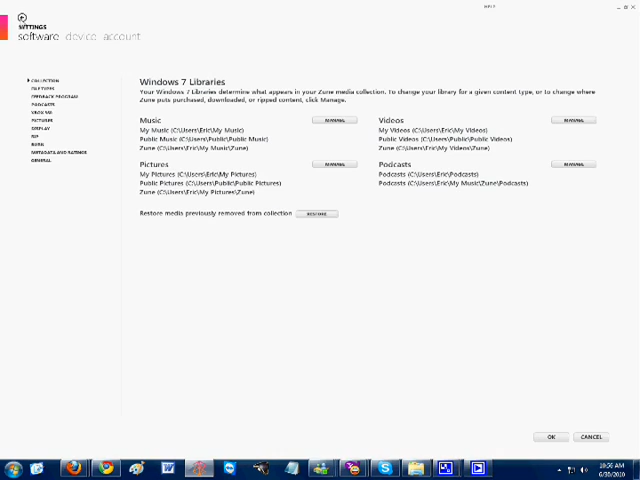 HELP
SETTINGS
software device account
COLLECTION
FILE TYPES
FEEDBACK PROGRAM
PODCASTS
XBOX 360
PICTURES
DISPLAY
RIP
BURN
METADATA AND RATINGS
GENERAL
Windows 7 Libraries
Your Windows 7 Libraries determine what appears in your Zune media collection. To change your library for a given content type, or to change where
Zune puts purchased, downloaded, or ripped content, click Manage.
Music MANAGE
My Music (C:\Users\Eric\My Music)
Public Music (C:\Users\Public\Public Music)
Zune (C:\Users\Eric\My Music\Zune)
Videos MANAGE
My Videos (C:\Users\Eric\My Videos)
Public Videos (C:\Users\Public\Public Videos)
Zune (C:\Users\Eric\My Videos\Zune)
Pictures MANAGE
My Pictures (C:\Users\Eric\My Pictures)
Public Pictures (C:\Users\Public\Public Pictures)
Zune (C:\Users\Eric\My Pictures\Zune)
Podcasts MANAGE
Podcasts (C:\Users\Eric\Podcasts)
Podcasts (C:\Users\Eric\My Music\Zune\Podcasts)
Restore media previously removed from collection RESTORE
OK CANCEL
10:56 AM
6/30/2010